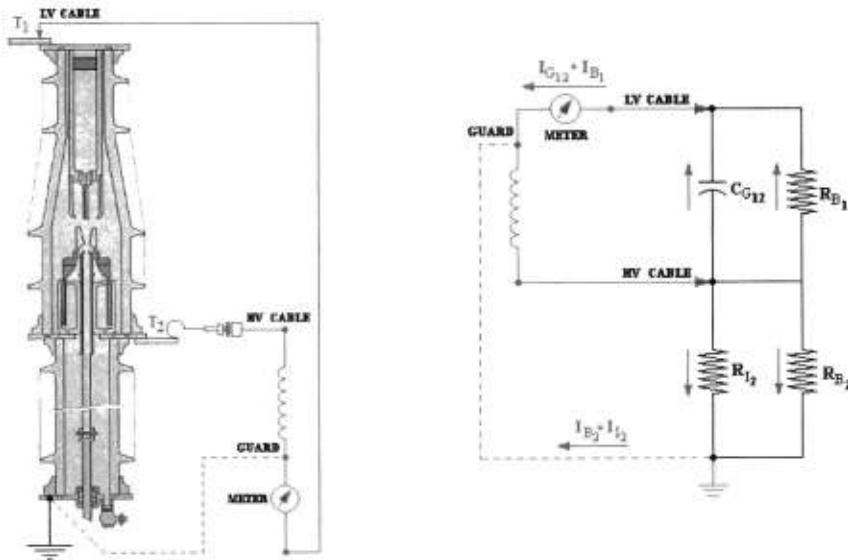 T1
LV CABLE
T2
HV CABLE
GUARD
METER
IG12 + IB1
LV CABLE
GUARD
METER
CG12
RB1
HV CABLE
RI2
RB2
IB2 + II2